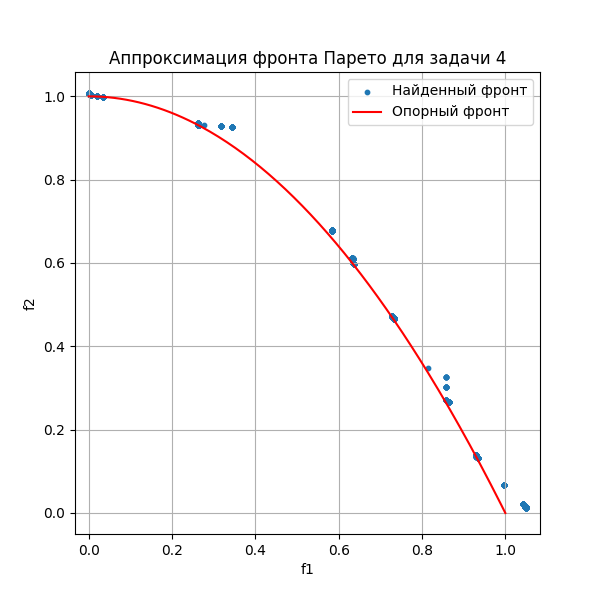 Аппроксимация фронта Парето для задачи 4
Найденный фронт
Опорный фронт
1.0
0.8
0.6
0.4
0.2
0.0
f2
0.0 0.2 0.4 0.6 0.8 1.0
f1